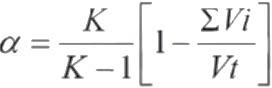 α = K / (K − 1) [1 − ΣVi / Vt]